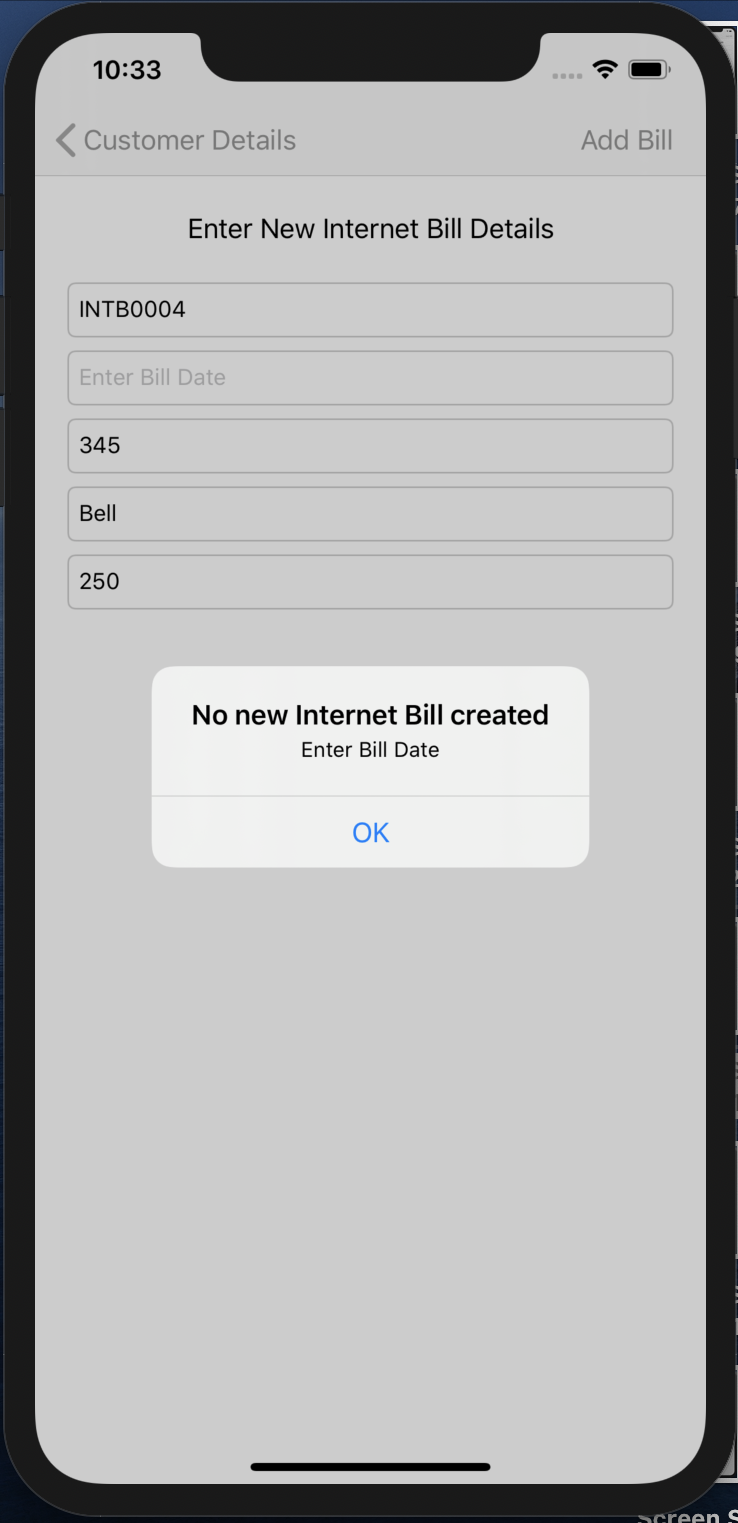 10:33
Customer Details
Add Bill
Enter New Internet Bill Details
INTB0004
Enter Bill Date
345
Bell
250
No new Internet Bill created
Enter Bill Date
OK
Screen S